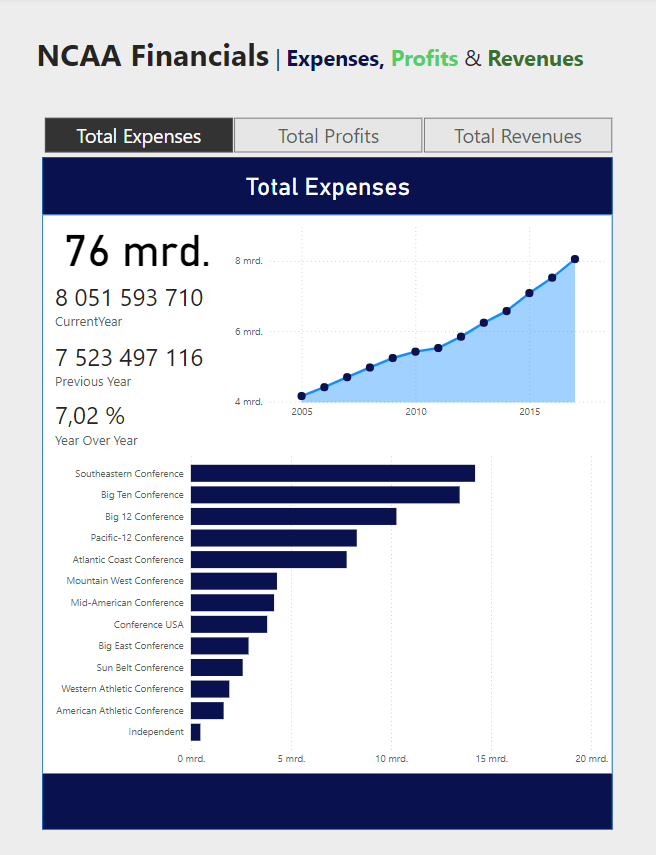 NCAA Financials | Expenses, Profits & Revenues
Total Expenses
Total Profits
Total Revenues
Total Expenses
76 mrd.
8 051 593 710
CurrentYear
7 523 497 116
Previous Year
7,02 %
Year Over Year
8 mrd.
6 mrd.
4 mrd.
2005
2010
2015
Southeastern Conference
Big Ten Conference
Big 12 Conference
Pacific-12 Conference
Atlantic Coast Conference
Mountain West Conference
Mid-American Conference
Conference USA
Big East Conference
Sun Belt Conference
Western Athletic Conference
American Athletic Conference
Independent
0 mrd.
5 mrd.
10 mrd.
15 mrd.
20 mrd.